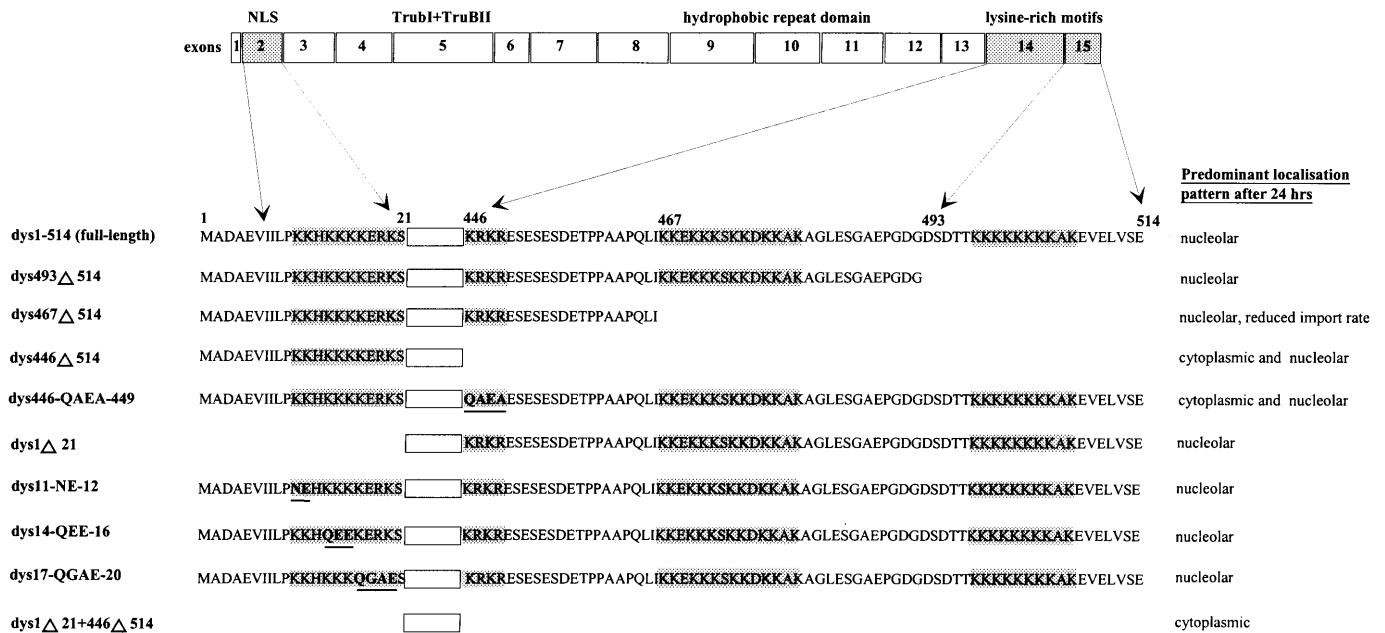 NLS TrubI+TruBII hydrophobic repeat domain lysine-rich motifs
exons 1 2 3 4 5 6 7 8 9 10 11 12 13 14 15
Predominant localisation
pattern after 24 hrs
1 21 446 467 493 514
dys1-514 (full-length) MADAEVIILPKKHKKKKERKS KRKRESESESDETPPAAPQLIKKEKKKSKKDKKAKAGLESGAEPGDGDSDTTKKKKKKKKAKEVELVSE nucleolar
dys493△ 514 MADAEVIILPKKHKKKKERKS KRKRESESESDETPPAAPQLIKKEKKKSKKDKKAKAGLESGAEPGDG nucleolar
dys467△ 514 MADAEVIILPKKHKKKKERKS KRKRESESESDETPPAAPQLI nucleolar, reduced import rate
dys446△ 514 MADAEVIILPKKHKKKKERKS cytoplasmic and nucleolar
dys446-QAEA-449 MADAEVIILPKKHKKKKERKS QAEAESESESDETPPAAPQLIKKEKKKSKKDKKAKAGLESGAEPGDGDSDTTKKKKKKKKAKEVELVSE cytoplasmic and nucleolar
dys1△ 21 KRKRESESESDETPPAAPQLIKKEKKKSKKDKKAKAGLESGAEPGDGDSDTTKKKKKKKKAKEVELVSE nucleolar
dys11-NE-12 MADAEVIILPNEHKKKKERKS KRKRESESESDETPPAAPQLIKKEKKKSKKDKKAKAGLESGAEPGDGDSDTTKKKKKKKKAKEVELVSE nucleolar
dys14-QEE-16 MADAEVIILPKKHQEEKERKS KRKRESESESDETPPAAPQLIKKEKKKSKKDKKAKAGLESGAEPGDGDSDTTKKKKKKKKAKEVELVSE nucleolar
dys17-QGAE-20 MADAEVIILPKKHKKKQGAES KRKRESESESDETPPAAPQLIKKEKKKSKKDKKAKAGLESGAEPGDGDSDTTKKKKKKKKAKEVELVSE nucleolar
dys1△ 21+446△ 514 cytoplasmic